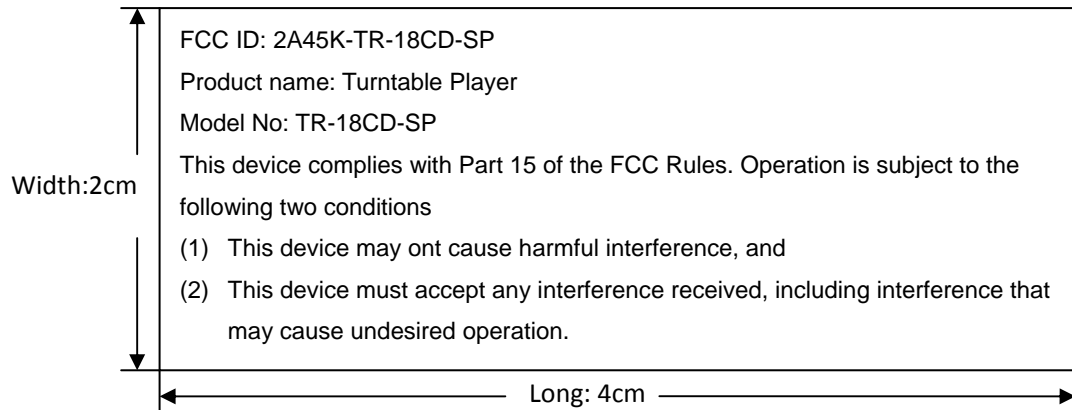 FCC ID: 2A45K-TR-18CD-SP
Product name: Turntable Player
Model No: TR-18CD-SP
This device complies with Part 15 of the FCC Rules. Operation is subject to the
following two conditions
(1) This device may ont cause harmful interference, and
(2) This device must accept any interference received, including interference that
may cause undesired operation.
Width:2cm
Long: 4cm